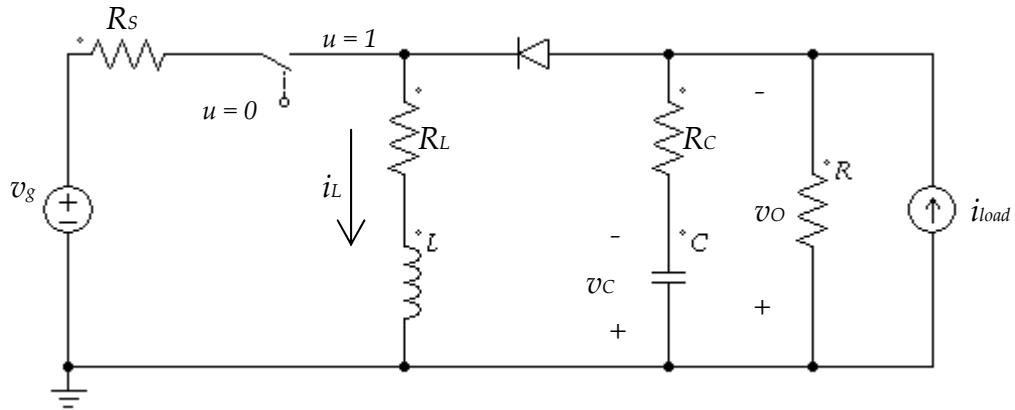 RS
u = 1
u = 0
vg
+
−
iL
RL
L
RC
-
C
vC
+
-
R
vO
+
iload